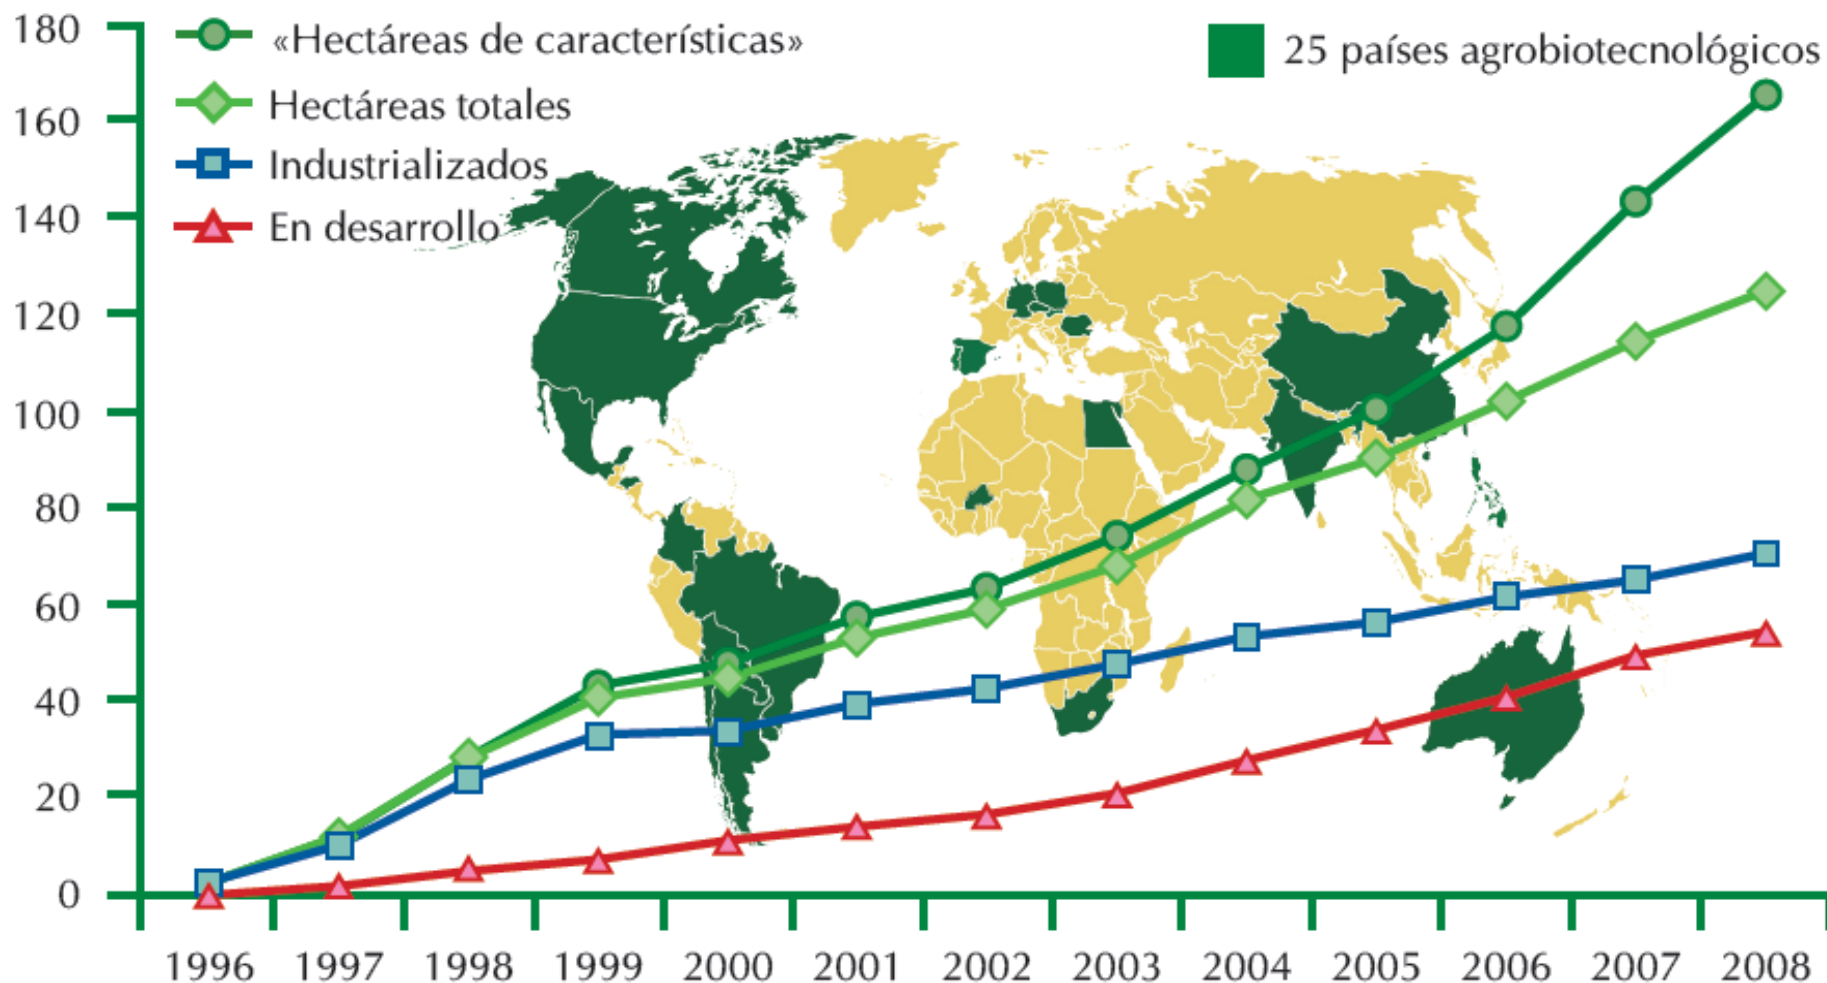 180
160
140
120
100
80
60
40
20
0
«Hectáreas de características»
Hectáreas totales
Industrializados
En desarrollo
25 países agrobiotecnológicos
1996 1997 1998 1999 2000 2001 2002 2003 2004 2005 2006 2007 2008